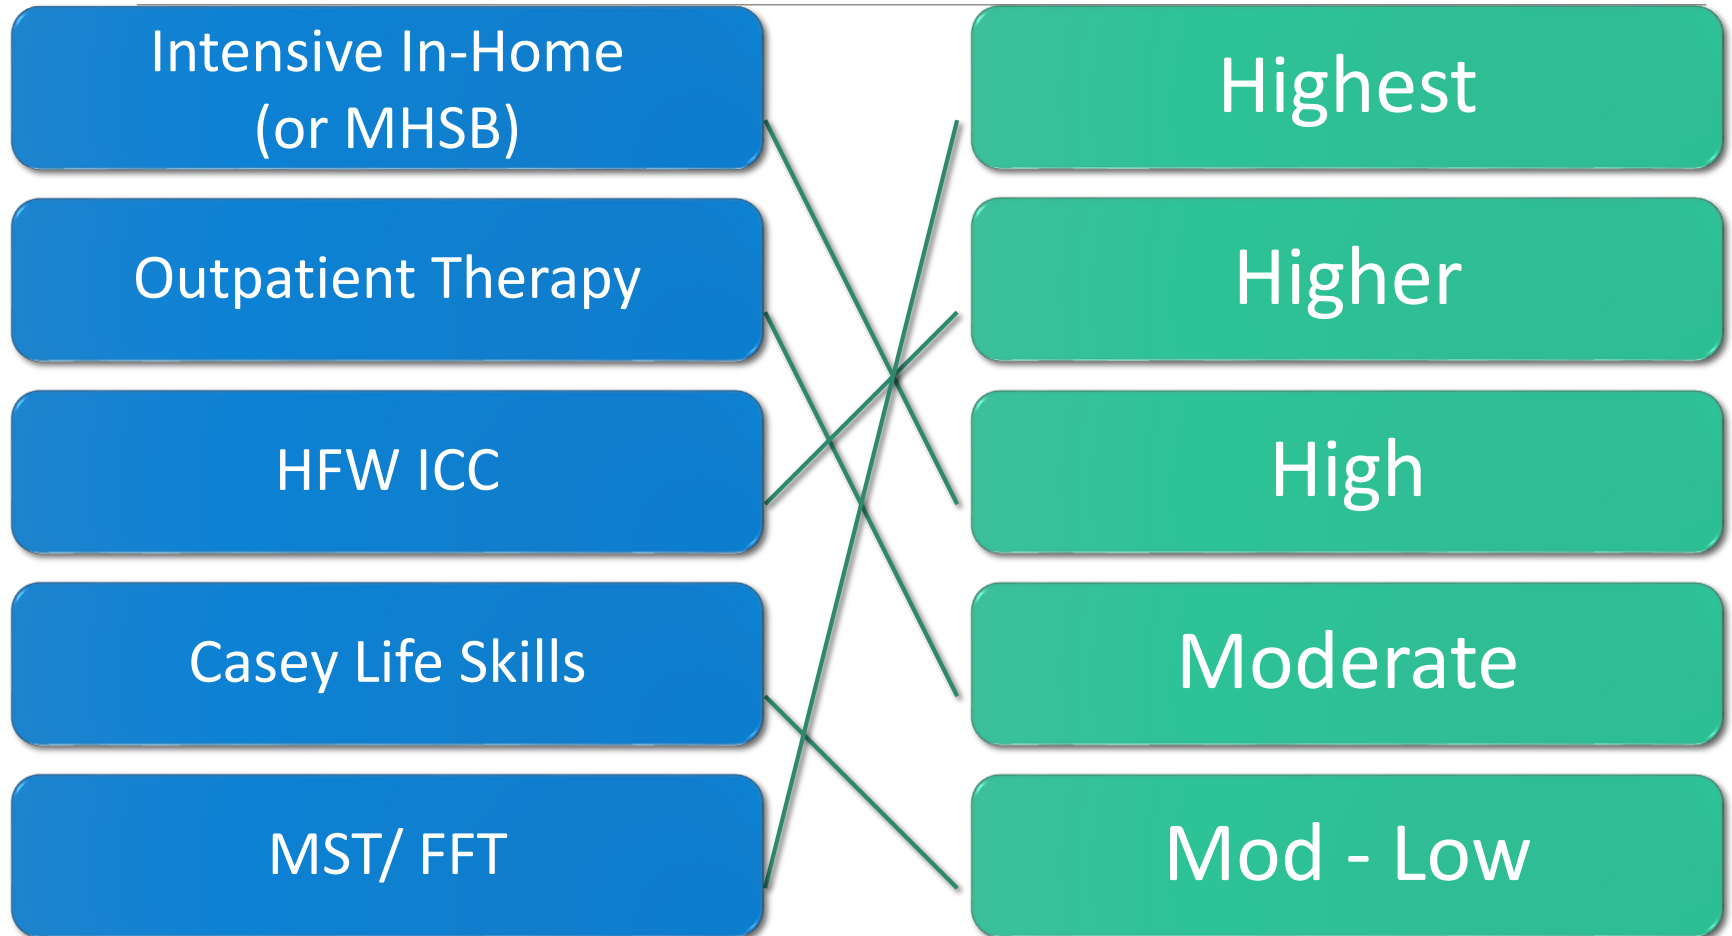 Intensive In-Home
(or MHSB)
Outpatient Therapy
HFW ICC
Casey Life Skills
MST/ FFT
Highest
Higher
High
Moderate
Mod - Low